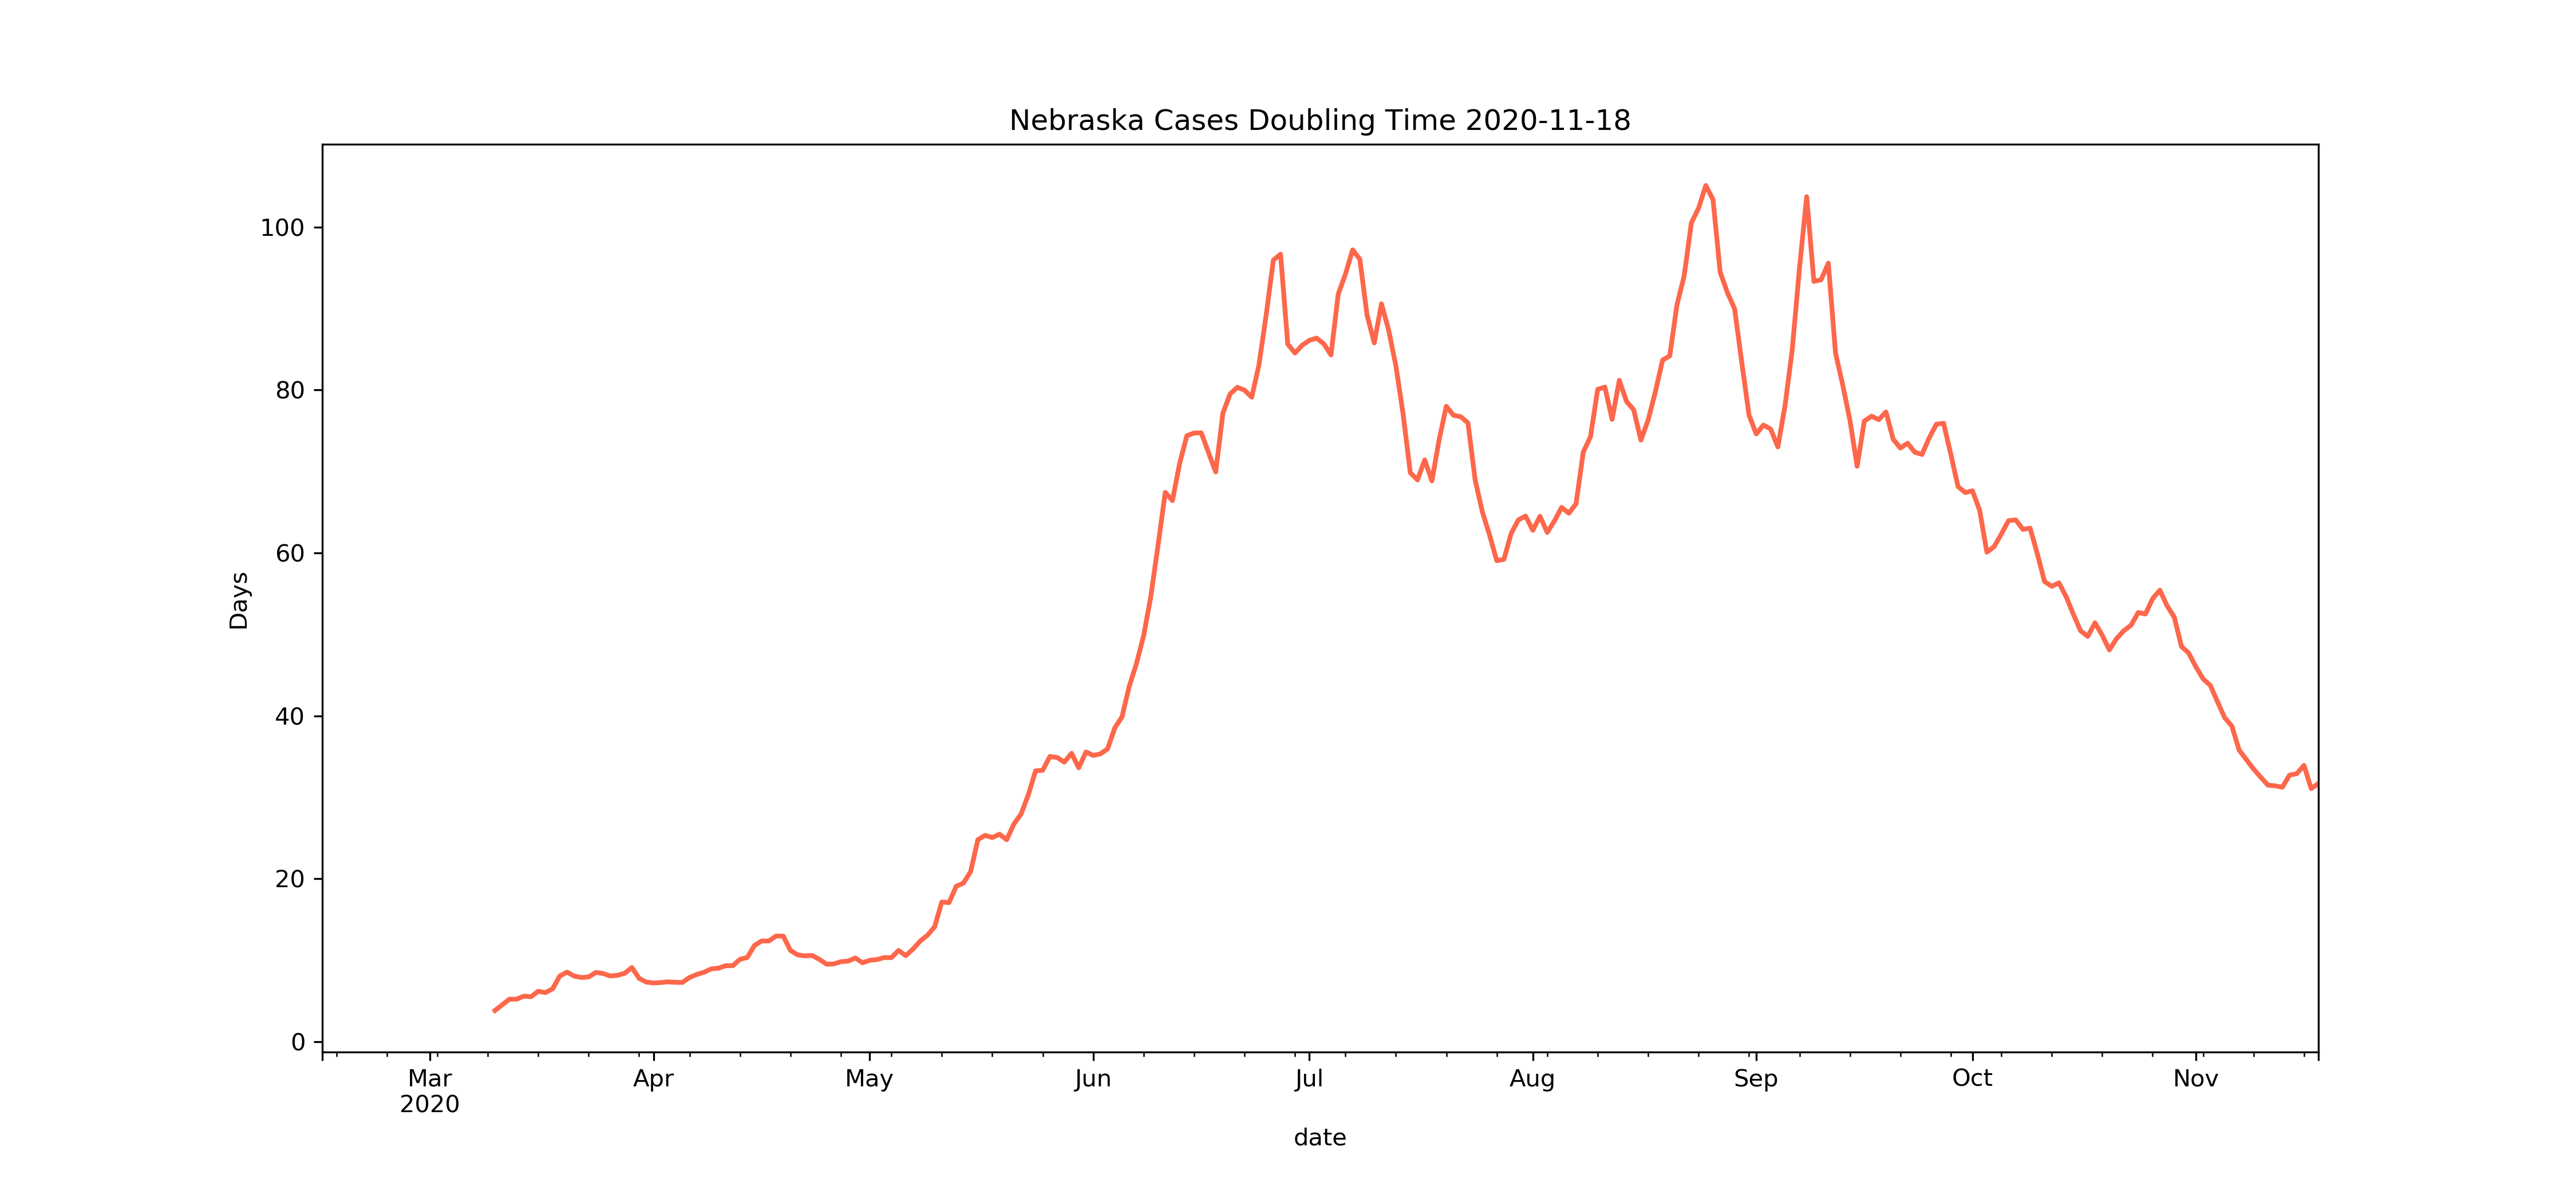 Nebraska Cases Doubling Time 2020-11-18
100
80
60
40
20
0
Days
Mar Apr May Jun Jul Aug Sep Oct Nov
2020
date